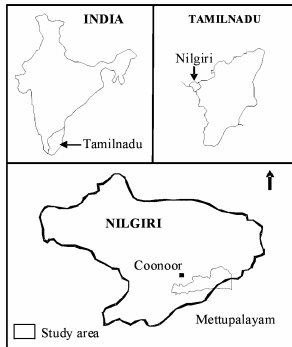 INDIA
Tamilnadu
TAMILNADU
Nilgiri
NILGIRI
Coonoor
Mettupalayam
Study area